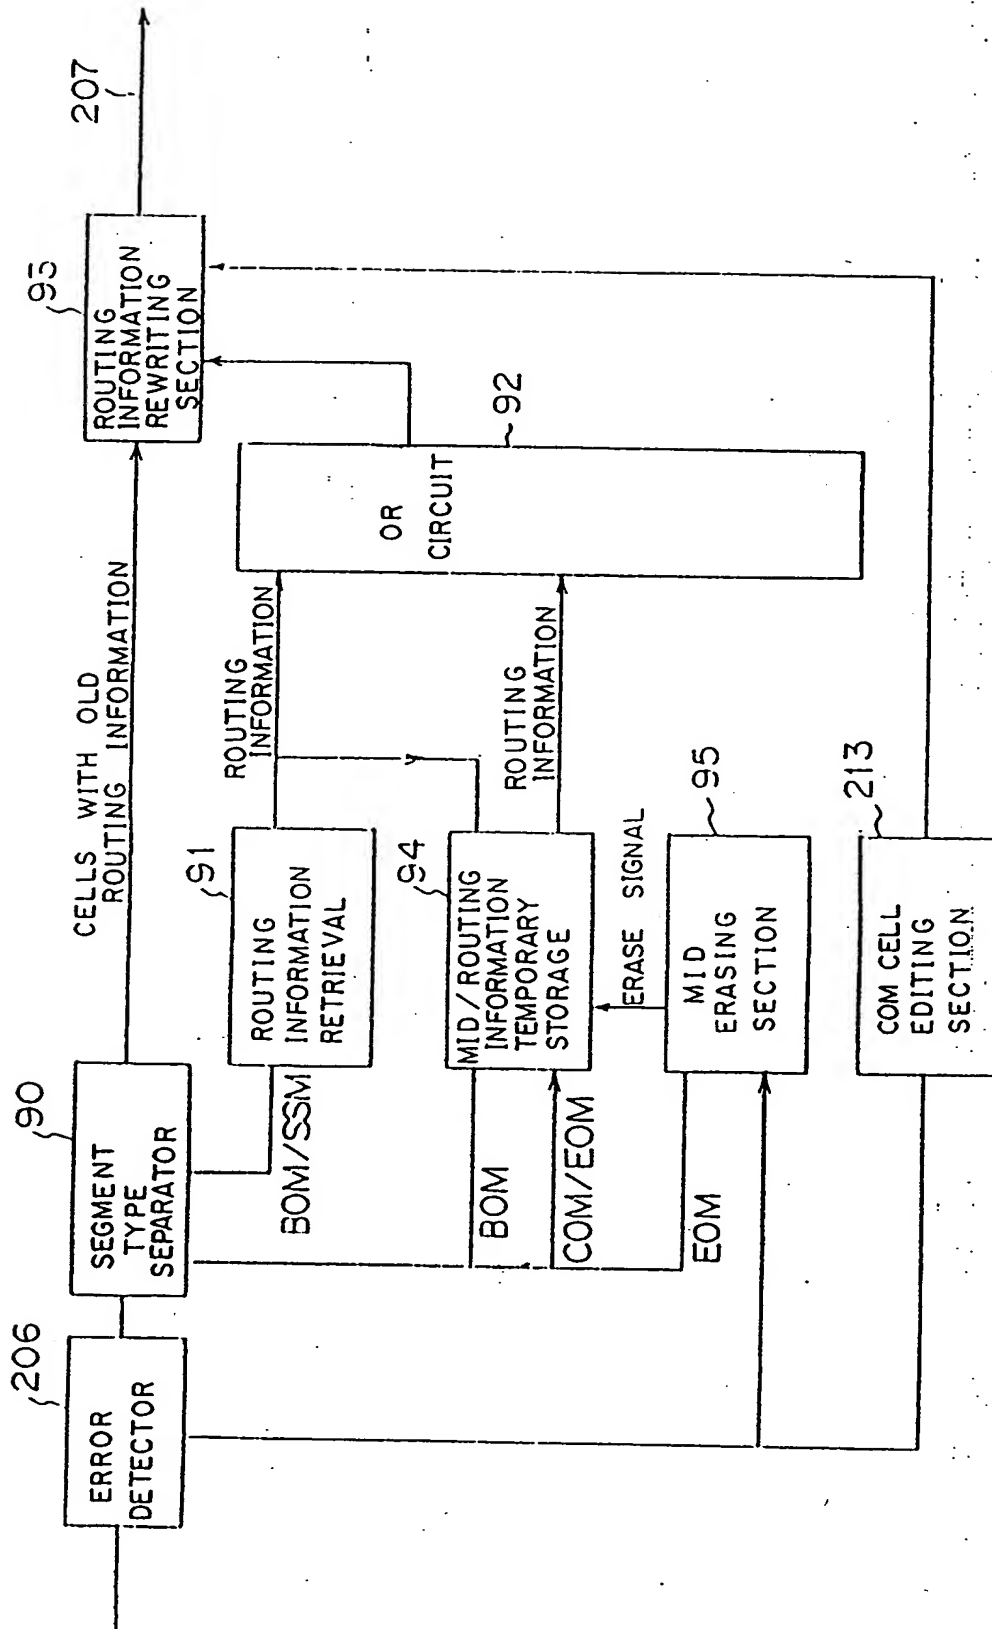 206
ERROR
DETECTOR
90
SEGMENT
TYPE
SEPARATOR
CELLS WITH OLD
ROUTING INFORMATION
93
ROUTING
INFORMATION
REWRITING
SECTION
207
BOM/SSM
91
ROUTING
INFORMATION
RETRIEVAL
ROUTING
INFORMATION
OR
CIRCUIT
92
BOM
COM/EOM
94
MID/ROUTING
INFORMATION
TEMPORARY
STORAGE
ROUTING
INFORMATION
ERASE SIGNAL
EOM
MID
ERASING
SECTION
95
COM CELL
EDITING
SECTION
213